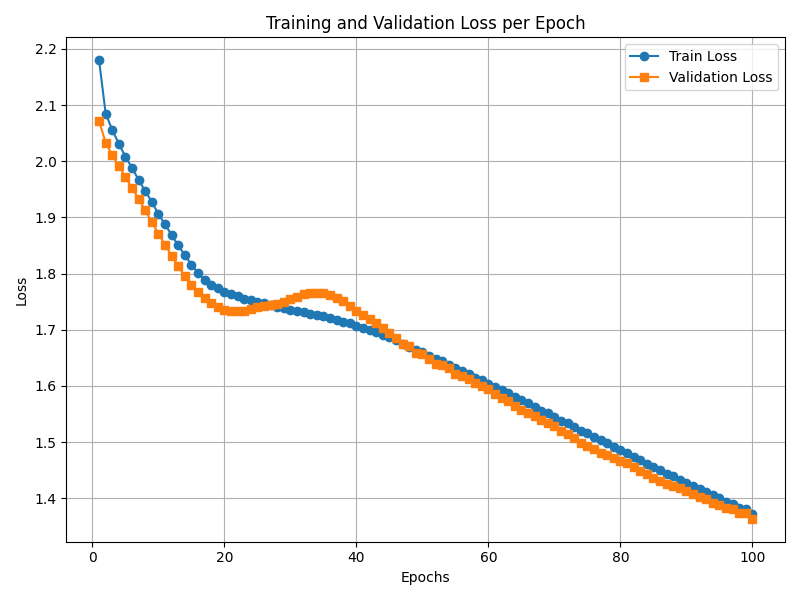 Training and Validation Loss per Epoch
Train Loss
Validation Loss
2.2
2.1
2.0
1.9
1.8
1.7
1.6
1.5
1.4
Loss
0 20 40 60 80 100
Epochs